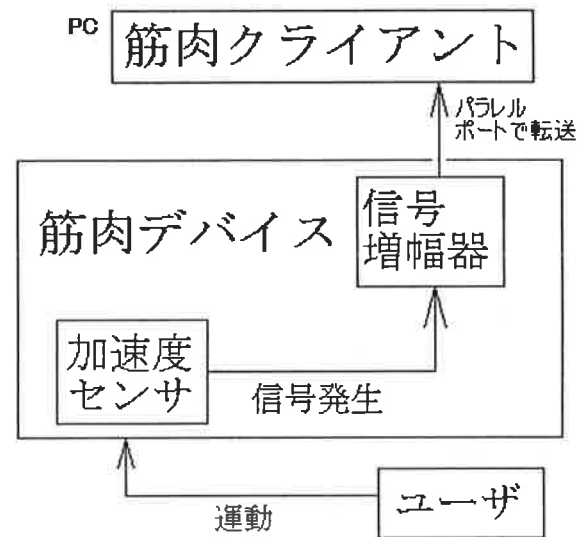 PC
筋肉クライアント
パラレル
ポートで転送
筋肉デバイス
信号
増幅器
加速度
センサ
信号発生
運動
ユーザ